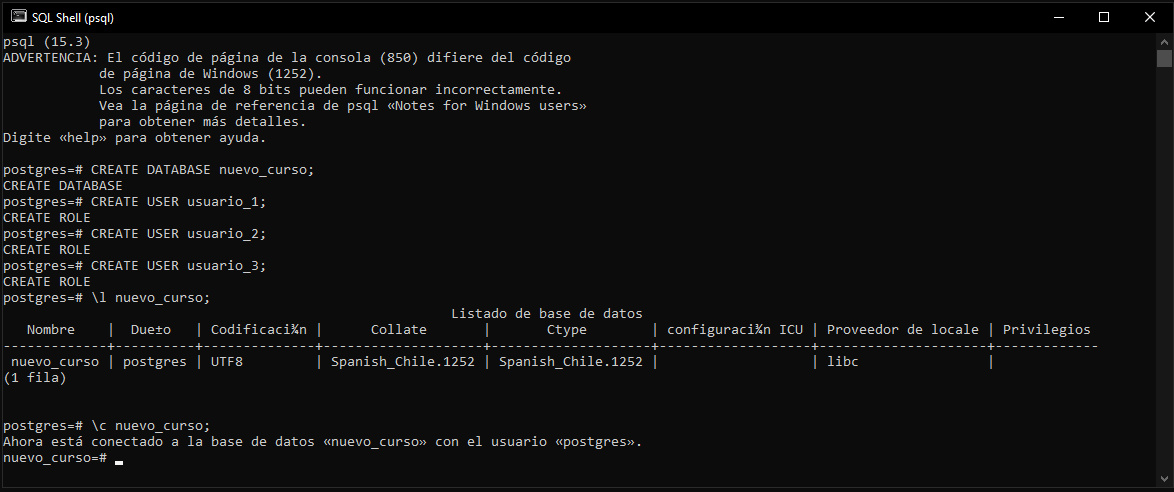 SQL Shell (psql)
psql (15.3)
ADVERTENCIA: El código de página de la consola (850) difiere del código
            de página de Windows (1252).
            Los caracteres de 8 bits pueden funcionar incorrectamente.
            Vea la página de referencia de psql «Notes for Windows users»
            para obtener más detalles.
Digite «help» para obtener ayuda.

postgres=# CREATE DATABASE nuevo_curso;
CREATE DATABASE
postgres=# CREATE USER usuario_1;
CREATE ROLE
postgres=# CREATE USER usuario_2;
CREATE ROLE
postgres=# CREATE USER usuario_3;
CREATE ROLE
postgres=# \l nuevo_curso;
                                                        Listado de base de datos
   Nombre    |  Due±o   | Codificaci¾n |      Collate       |       Ctype        | configuraci¾n ICU | Proveedor de locale | Privilegios
-------------+----------+--------------+--------------------+--------------------+-------------------+---------------------+-------------
 nuevo_curso | postgres | UTF8         | Spanish_Chile.1252 | Spanish_Chile.1252 |                   | libc                |
(1 fila)


postgres=# \c nuevo_curso;
Ahora está conectado a la base de datos «nuevo_curso» con el usuario «postgres».
nuevo_curso=#